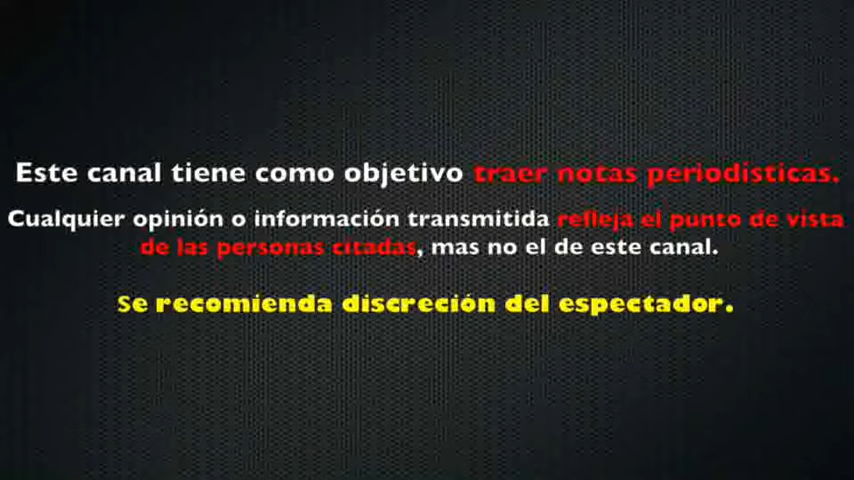 Este canal tiene como objetivo traer notas periodísticas.
Cualquier opinión o información transmitida refleja el punto de vista
de las personas citadas, mas no el de este canal.
Se recomienda discreción del espectador.